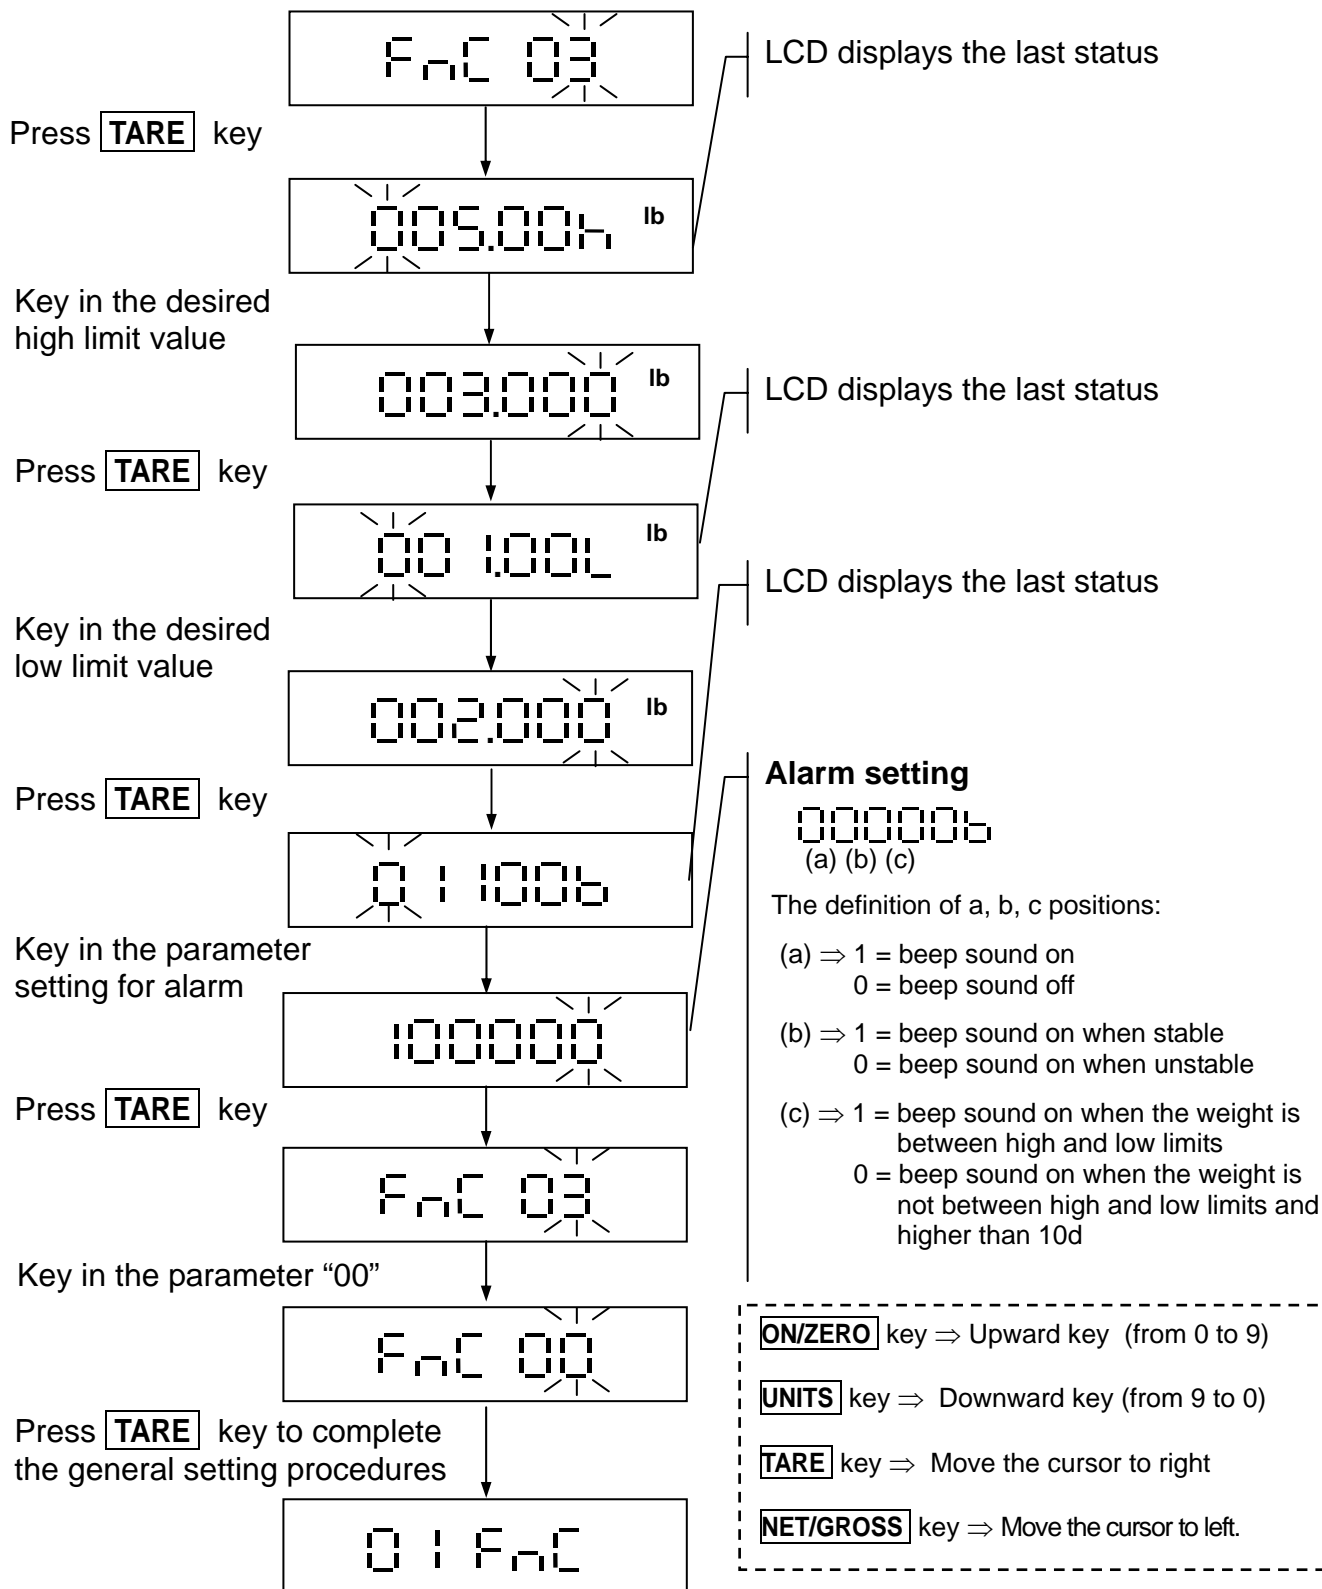 FnC 03
LCD displays the last status
Press TARE key
005.00h lb
Key in the desired
high limit value
003.000 lb
LCD displays the last status
Press TARE key
001.00L lb
LCD displays the last status
Key in the desired
low limit value
002.000 lb
Press TARE key
01100b
Alarm setting
00000b
(a) (b) (c)
The definition of a, b, c positions:
(a) ⇒ 1 = beep sound on
0 = beep sound off
(b) ⇒ 1 = beep sound on when stable
0 = beep sound on when unstable
(c) ⇒ 1 = beep sound on when the weight is
between high and low limits
0 = beep sound on when the weight is
not between high and low limits and
higher than 10d
Key in the parameter
setting for alarm
100000
Press TARE key
FnC 03
Key in the parameter “00”
FnC 00
Press TARE key to complete
the general setting procedures
01 FnC
ON/ZERO key ⇒ Upward key (from 0 to 9)
UNITS key ⇒ Downward key (from 9 to 0)
TARE key ⇒ Move the cursor to right
NET/GROSS key ⇒ Move the cursor to left.